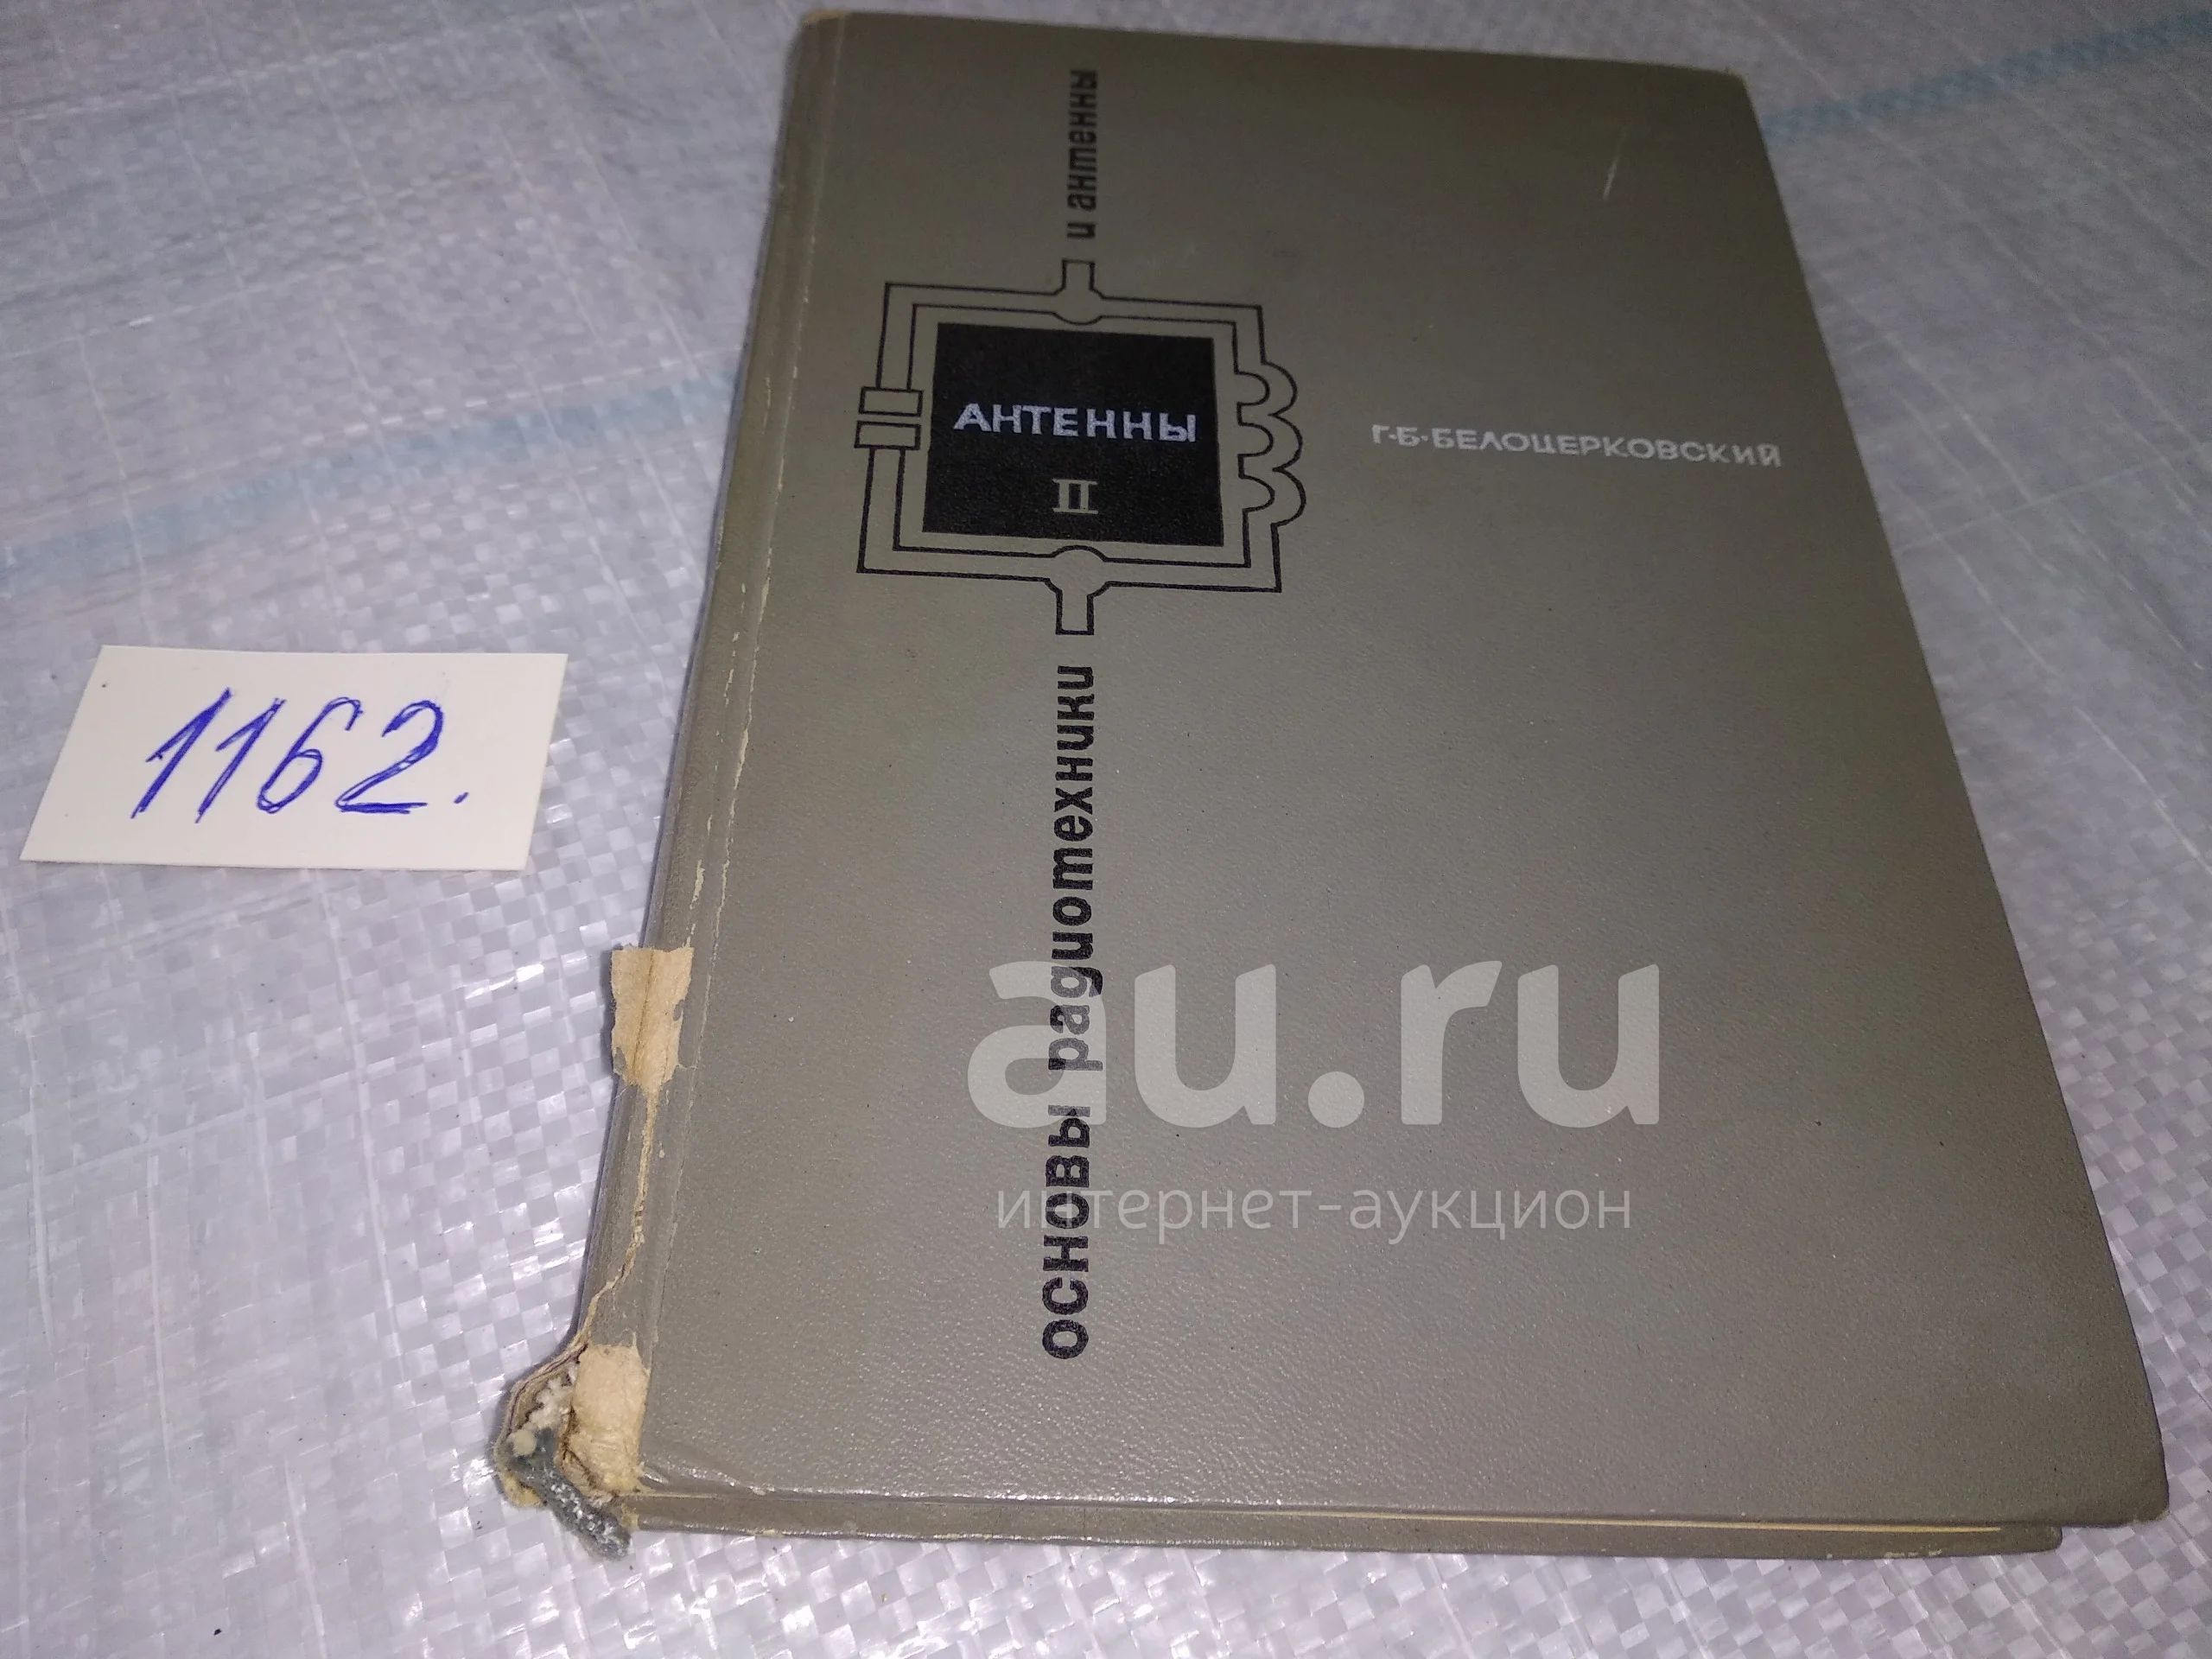 основы радиотехники и антенны
АНТЕННЫ
II
Г·Б·БЕЛОЦЕРКОВСКИЙ
1162.
au.ru
интернет-аукцион